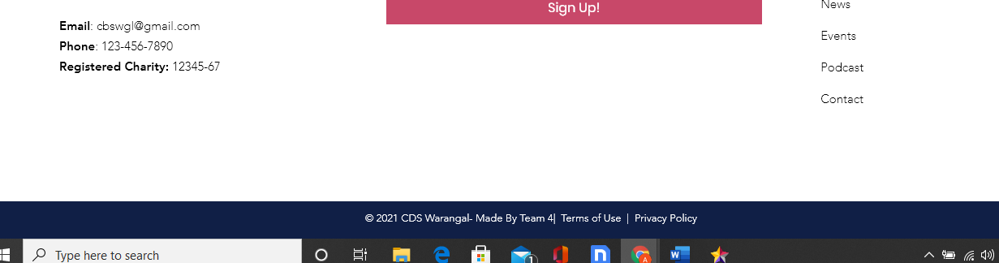 Sign Up!
Email: cbswgl@gmail.com
Phone: 123-456-7890
Registered Charity: 12345-67
News
Events
Podcast
Contact
© 2021 CDS Warangal- Made By Team 4| Terms of Use | Privacy Policy
Type here to search
1
n
A
W